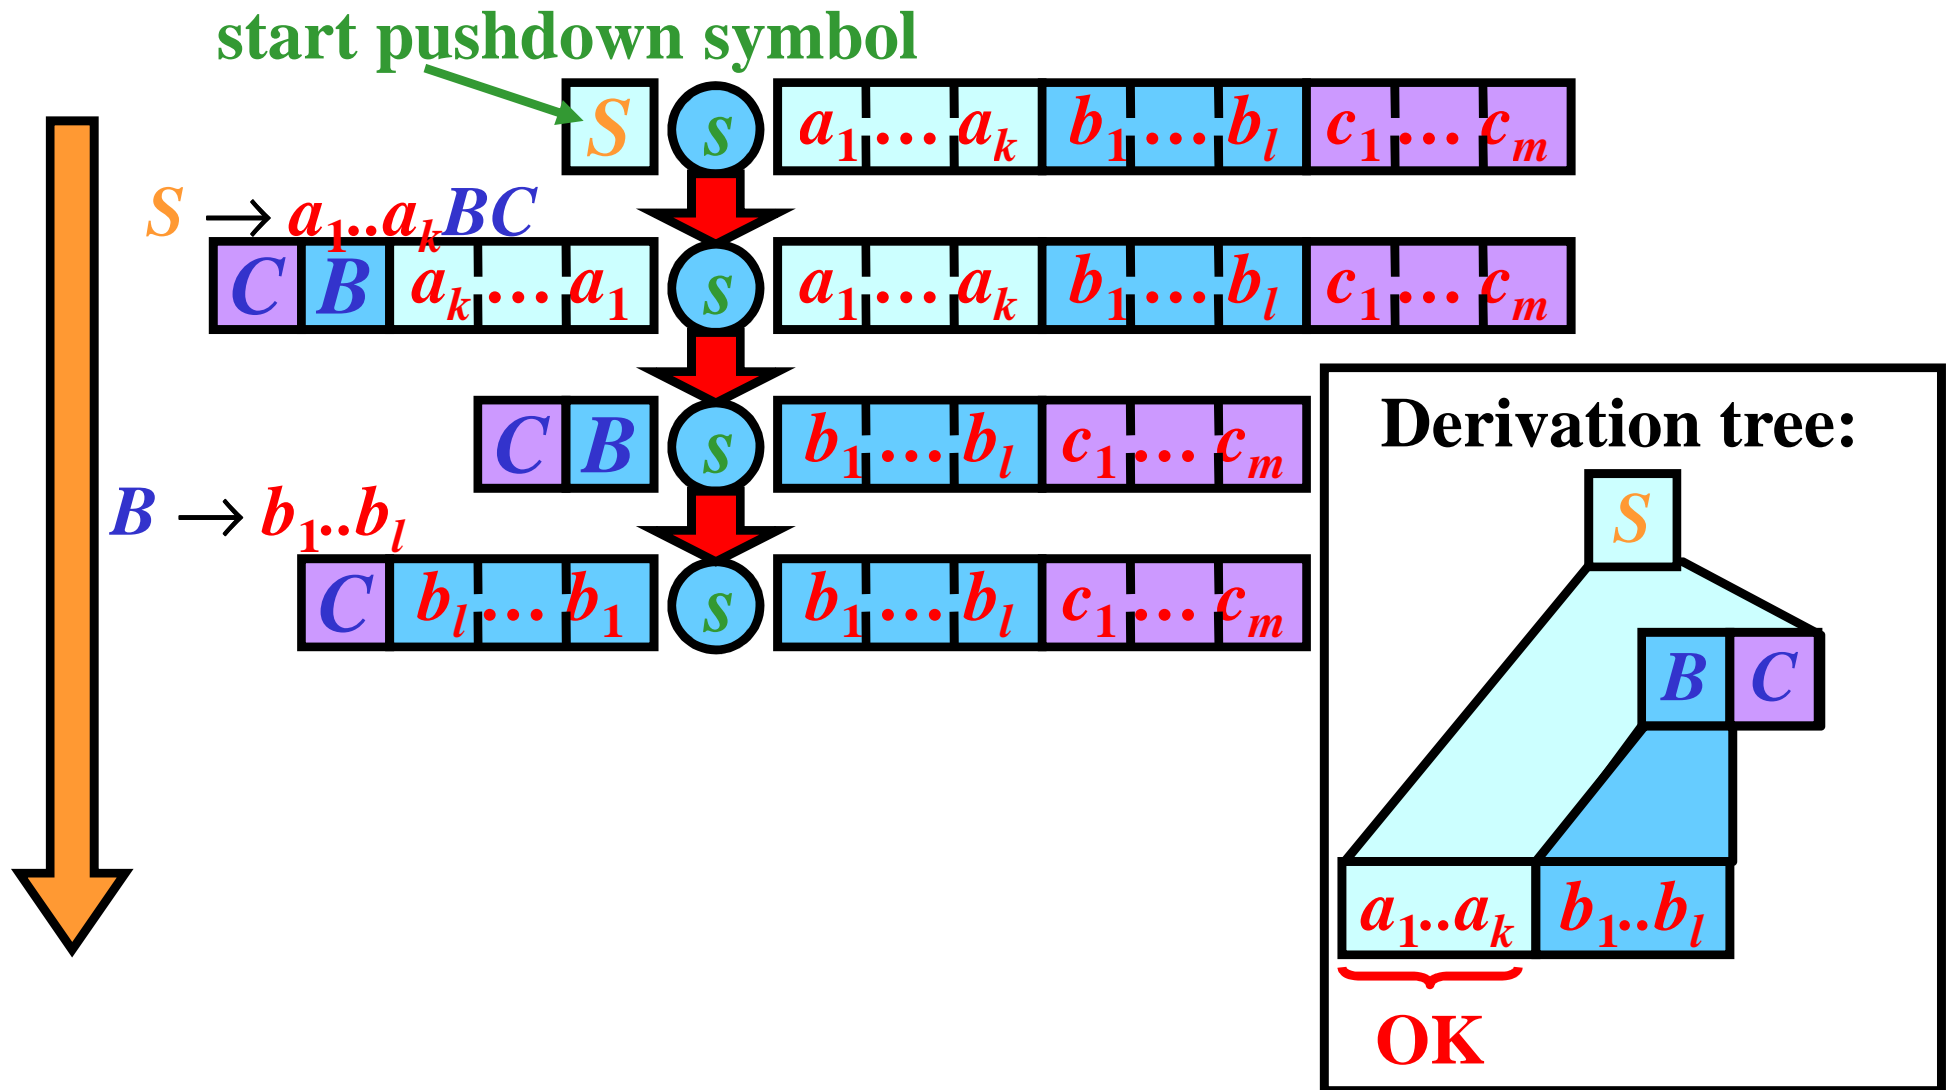 start pushdown symbol
S s a₁ … aₖ b₁ … bₗ c₁ … cₘ
S → a₁..aₖBC
C B aₖ … a₁ s a₁ … aₖ b₁ … bₗ c₁ … cₘ
C B s b₁ … bₗ c₁ … cₘ
B → b₁..bₗ
C bₗ … b₁ s b₁ … bₗ c₁ … cₘ
Derivation tree:
S
B C
a₁..aₖ b₁..bₗ
OK